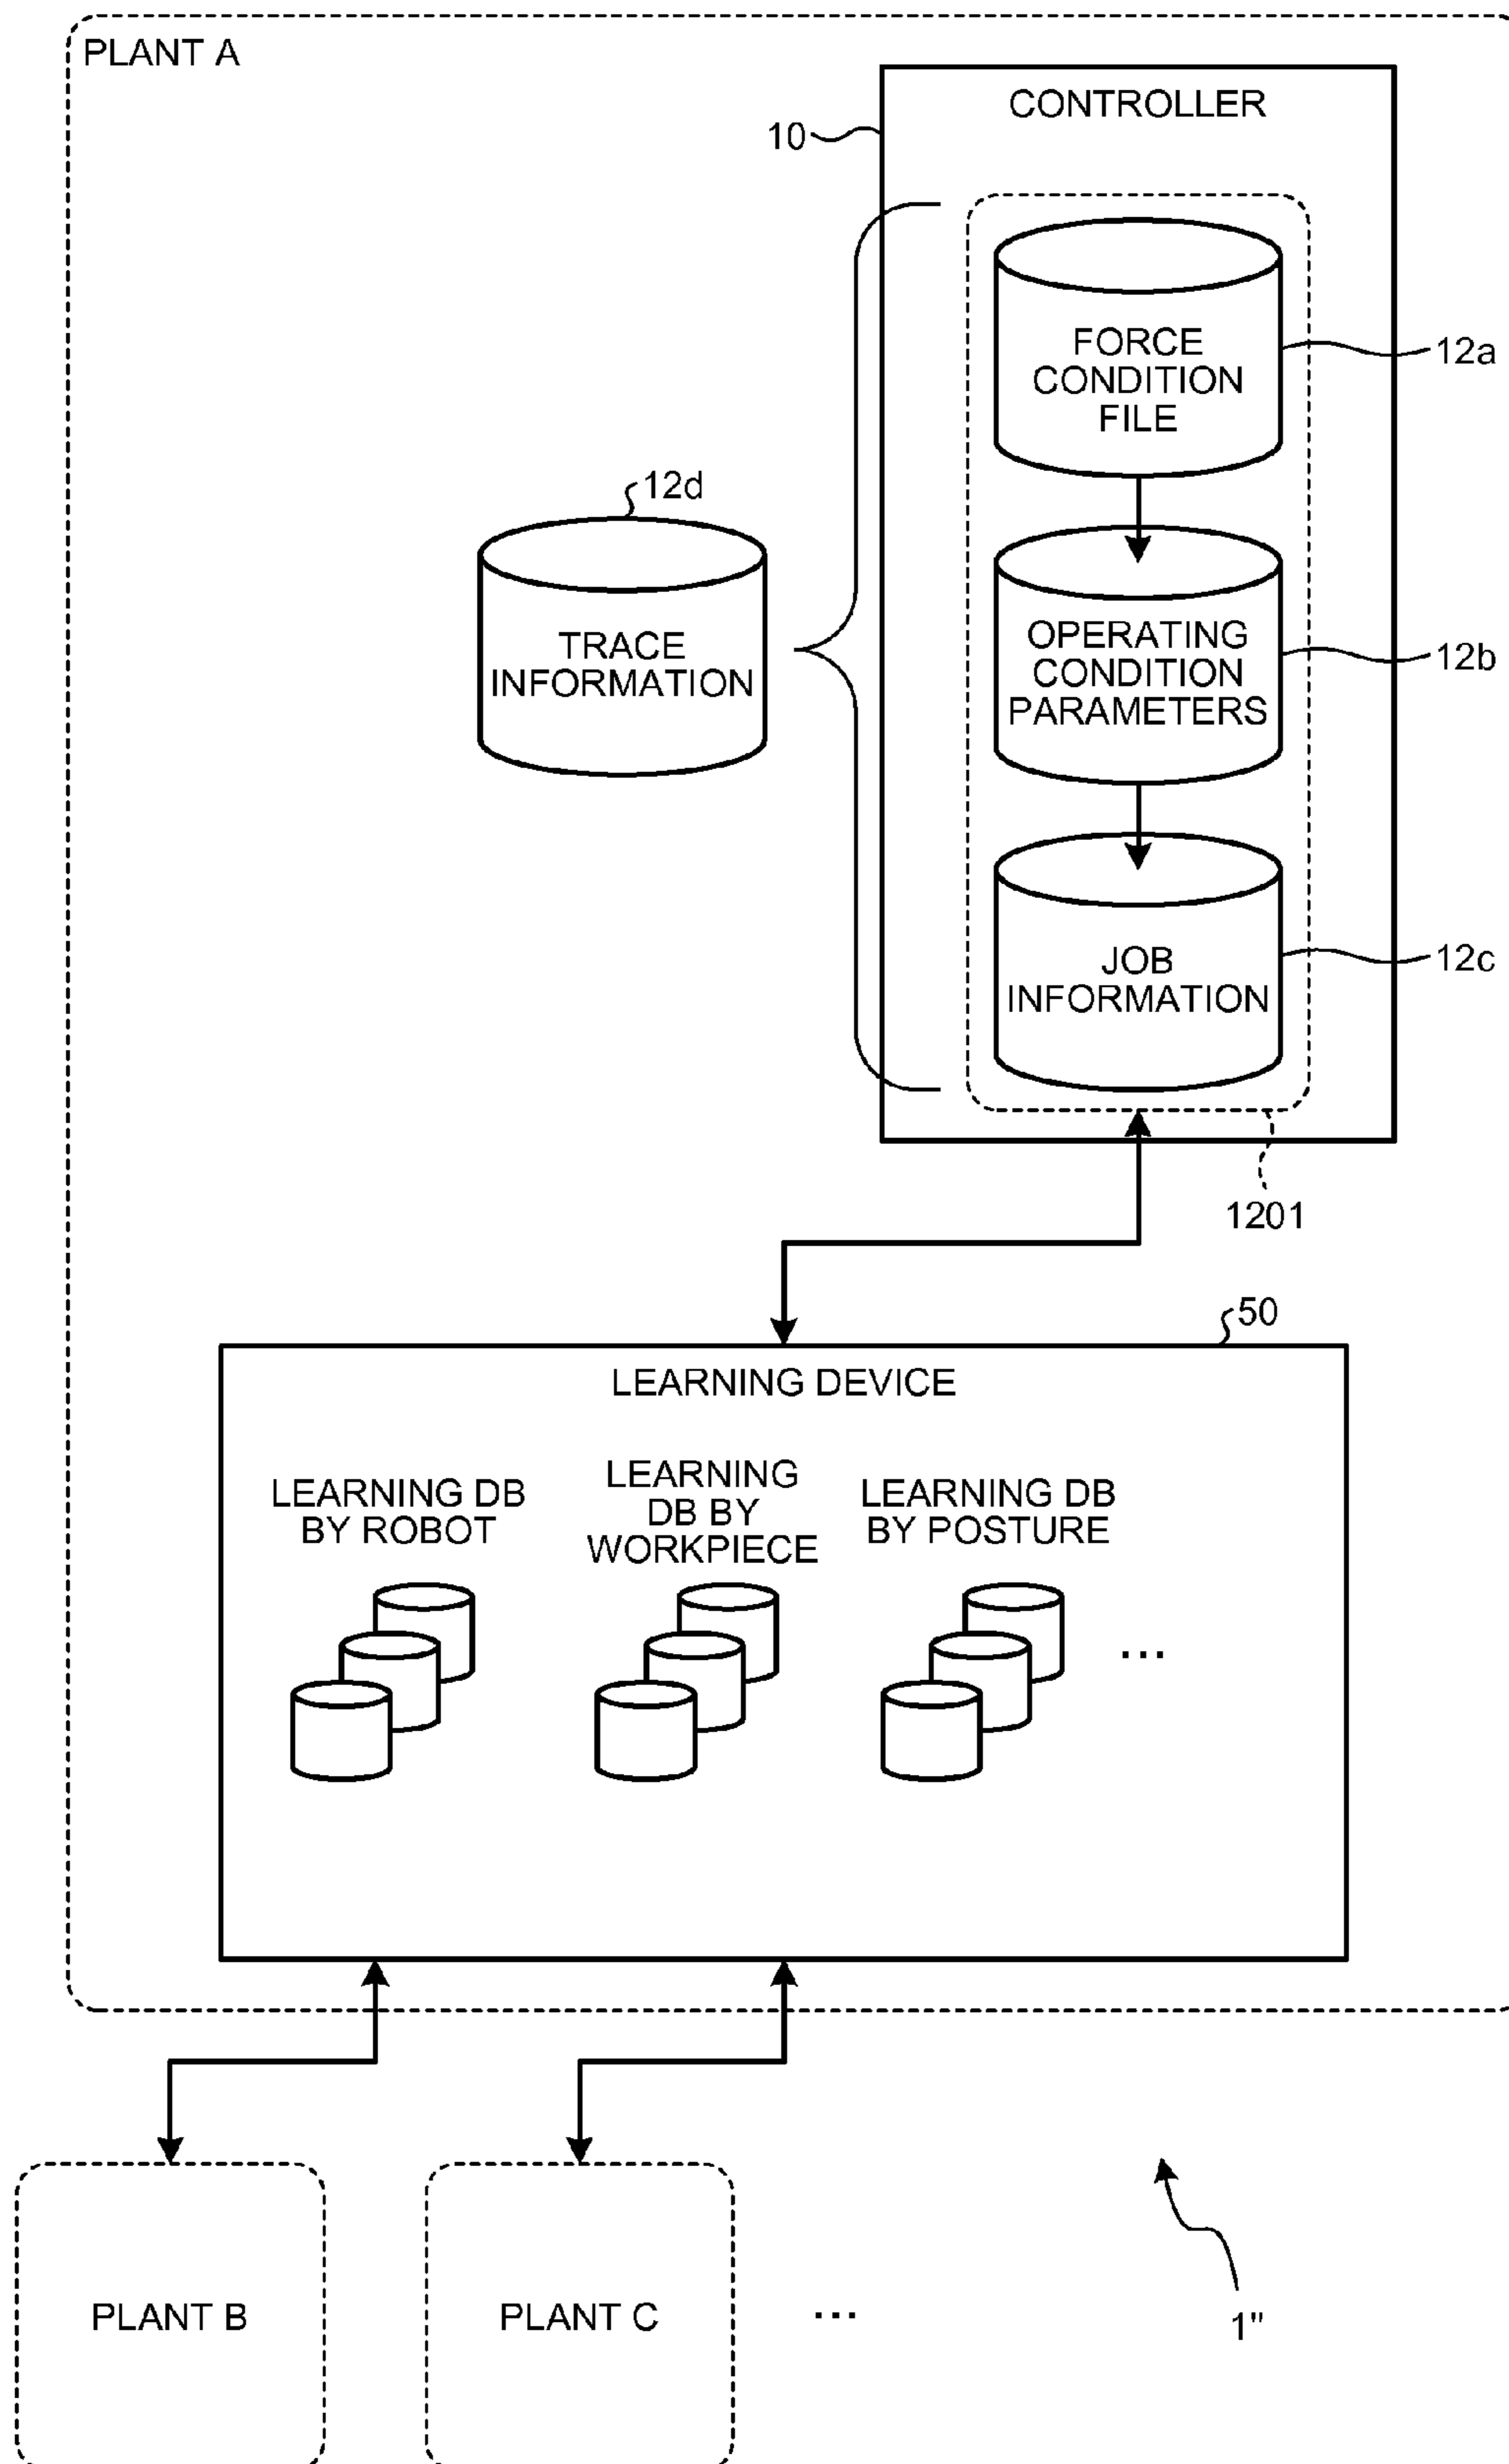 PLANT A
CONTROLLER
10
FORCE
CONDITION
FILE
12a
12d
TRACE
INFORMATION
OPERATING
CONDITION
PARAMETERS
12b
JOB
INFORMATION
12c
1201
50
LEARNING DEVICE
LEARNING DB
BY ROBOT
LEARNING
DB BY
WORKPIECE
LEARNING DB
BY POSTURE
...
PLANT B
PLANT C
...
1"